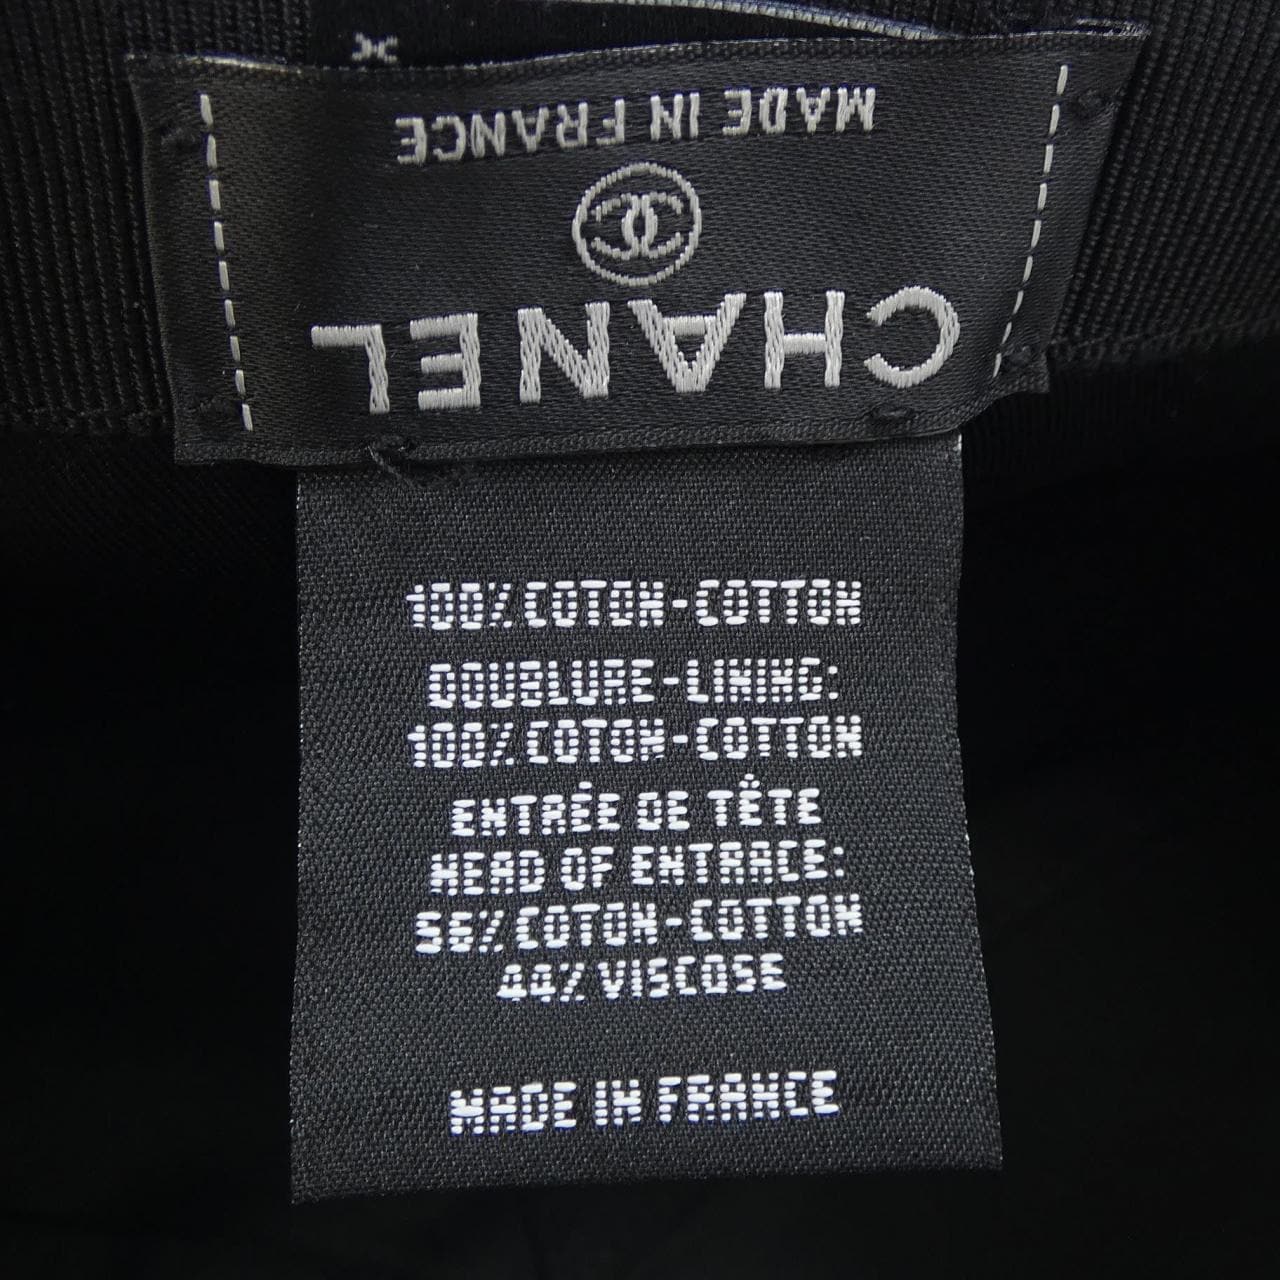 CHANEL
MADE IN FRANCE
100% COTON-COTTON
DOUBLURE-LINING:
100% COTON-COTTON
ENTRÉE DE TÊTE
HEAD OF ENTRACE:
56% COTON-COTTON
44% VISCOSE
MADE IN FRANCE